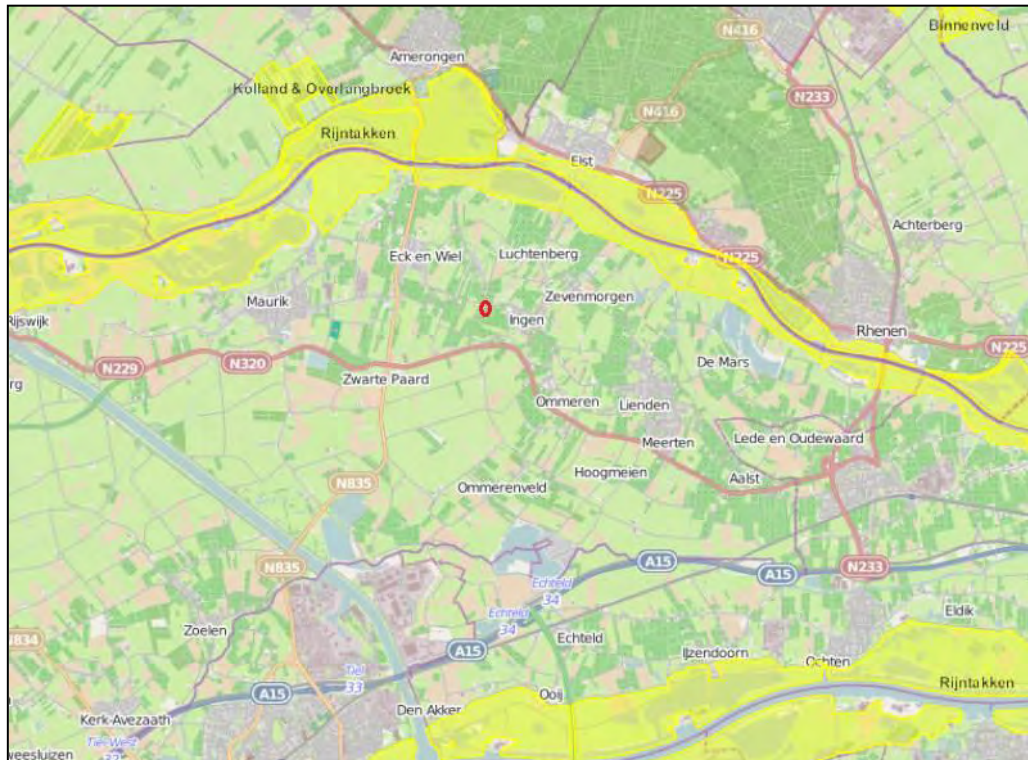 Binnenveld
N416
Amerongen
Kolland & Overlangbroek
N233
N416
Rijntakken
Elst
N225
Achterberg
Eck en Wiel
Luchtenberg
N225
Maurik
Zevenmorgen
Ingen
Rijswijk
Rhenen
N225
N229
N320
Zwarte Paard
De Mars
Ommeren
Lienden
Meerten
Lede en Oudewaard
Hoogmeien
Aalst
N835
Ommerenveld
A15
A15
N233
N835
Echteld
34
Eldik
Zoelen
N834
Echteld
34
Echteld
A15
IJzendoorn
Ochten
Tiel
33
A15
Ooij
Rijntakken
Den Akker
Kerk-Avezaath
Tiel-West